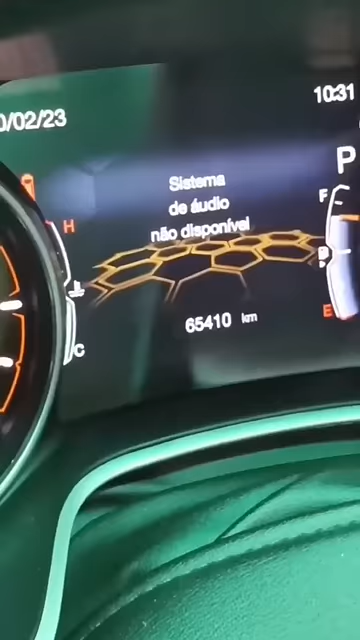 10:31
0/02/23
P
Sistema
de áudio
F
não disponível
H
65410 km
E
C